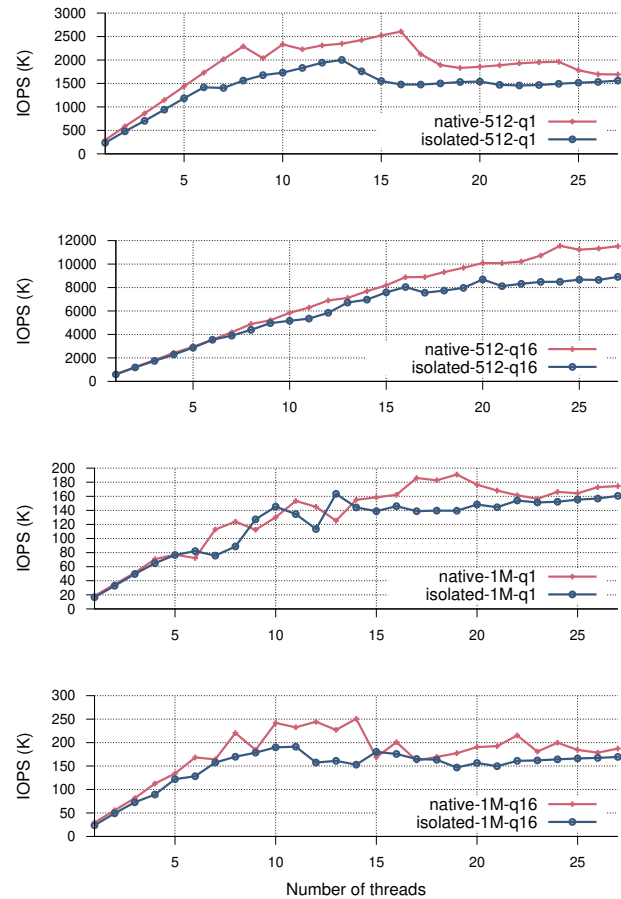 3000
2500
2000
1500
1000
500
0
IOPS (K)
native-512-q1
isolated-512-q1
5 10 15 20 25
12000
10000
8000
6000
4000
2000
0
IOPS (K)
native-512-q16
isolated-512-q16
5 10 15 20 25
200
180
160
140
120
100
80
60
40
20
0
IOPS (K)
native-1M-q1
isolated-1M-q1
5 10 15 20 25
300
250
200
150
100
50
0
IOPS (K)
native-1M-q16
isolated-1M-q16
5 10 15 20 25
Number of threads